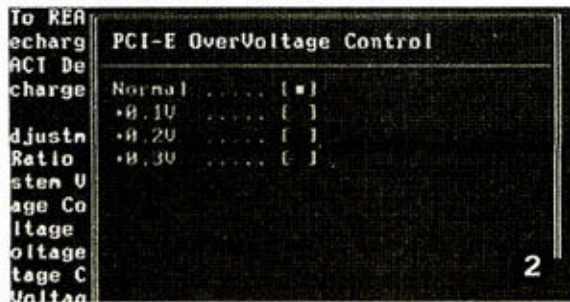 To REA
echarg
ACT De
charge
djustm
Ratio
stem V
age Co
ltage
oltage
tage C
Voltag
PCI-E OverVoltage Control
Normal ..... [▪]
+0.1V ..... [ ]
+0.2V ..... [ ]
+0.3V ..... [ ]
2